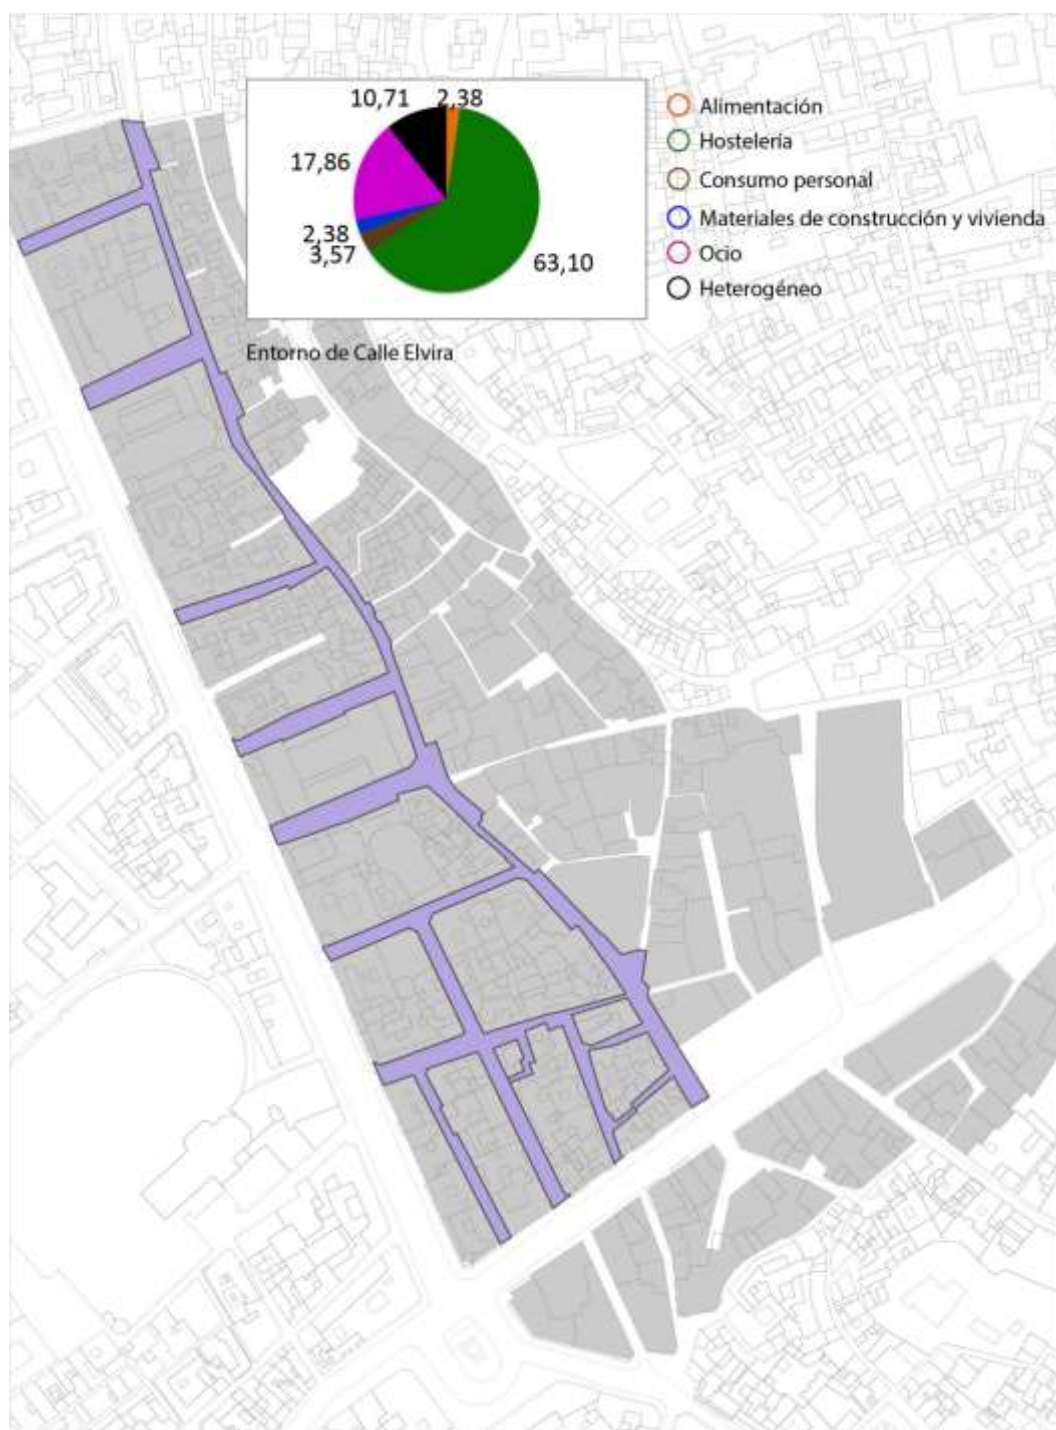 10,71
2,38
17,86
2,38
3,57
63,10
Alimentación
Hostelería
Consumo personal
Materiales de construcción y vivienda
Ocio
Heterogéneo
Entorno de Calle Elvira